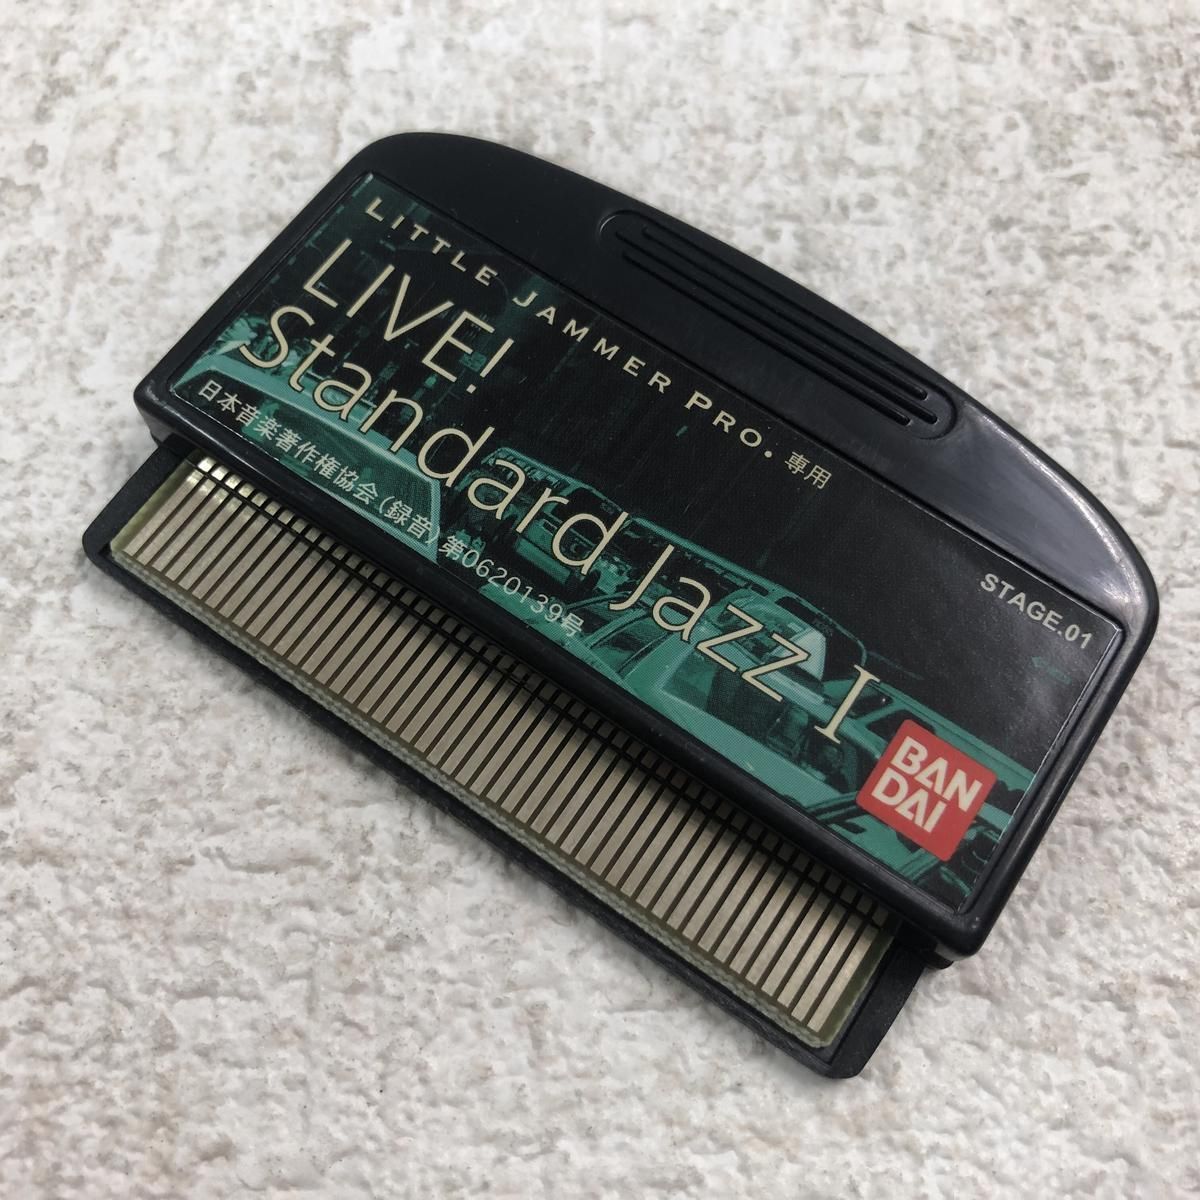 LITTLE JAMMER PRO. 専用
LIVE!
Standard Jazz I
日本音楽著作権協会(録音)第0620139号
STAGE.01
BAN
DAI